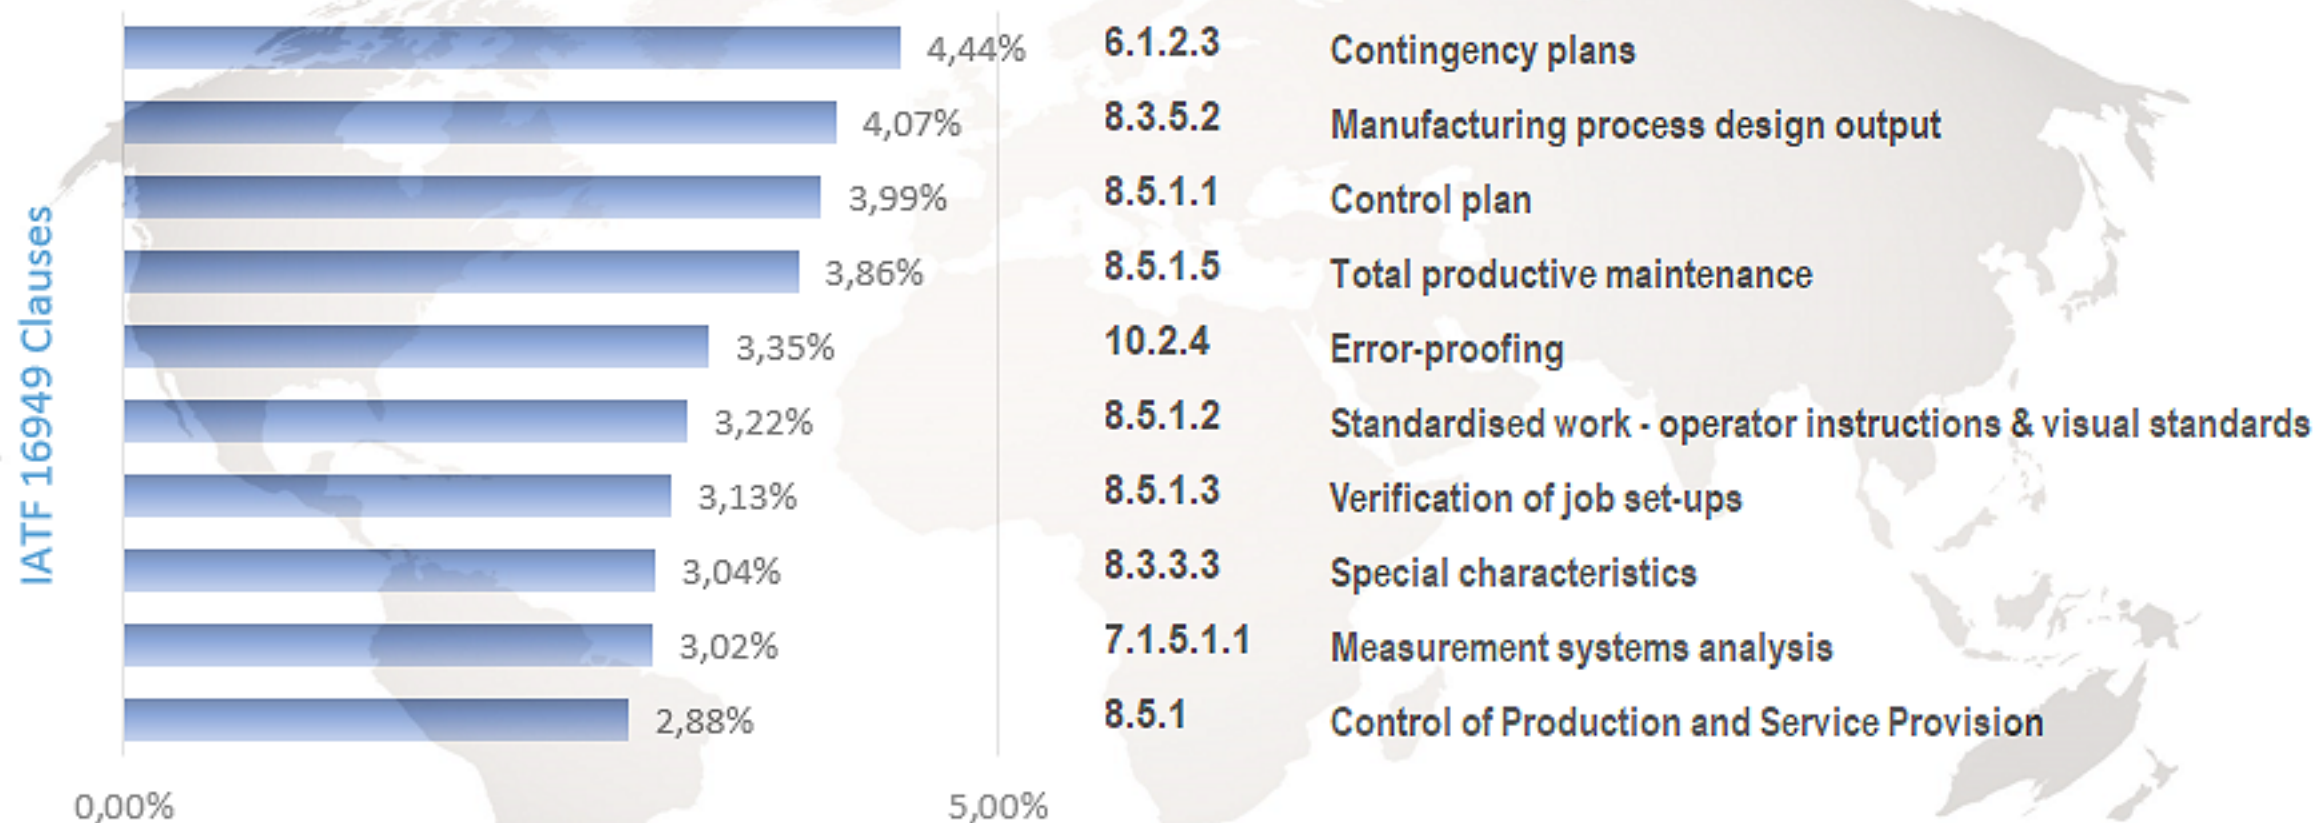 IATF 16949 Clauses
4,44% 6.1.2.3 Contingency plans
4,07% 8.3.5.2 Manufacturing process design output
3,99% 8.5.1.1 Control plan
3,86% 8.5.1.5 Total productive maintenance
3,35% 10.2.4 Error-proofing
3,22% 8.5.1.2 Standardised work - operator instructions & visual standards
3,13% 8.5.1.3 Verification of job set-ups
3,04% 8.3.3.3 Special characteristics
3,02% 7.1.5.1.1 Measurement systems analysis
2,88% 8.5.1 Control of Production and Service Provision
0,00% 5,00%